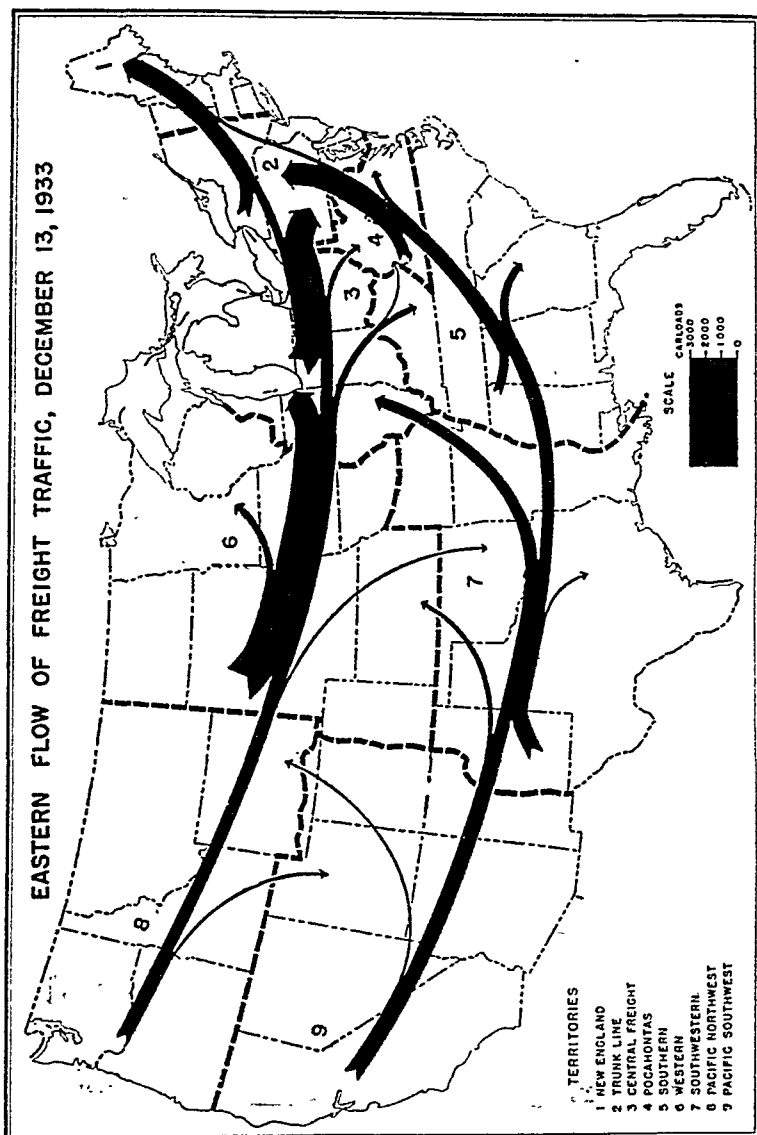 EASTERN FLOW OF FREIGHT TRAFFIC, DECEMBER 13, 1933
1
2
3
4
5
6
7
8
9
TERRITORIES
1 NEW ENGLAND
2 TRUNK LINE
3 CENTRAL FREIGHT
4 POCAHONTAS
5 SOUTHERN
6 WESTERN
7 SOUTHWESTERN
8 PACIFIC NORTHWEST
9 PACIFIC SOUTHWEST
SCALE
CARLOADS
3000
2000
1000
0